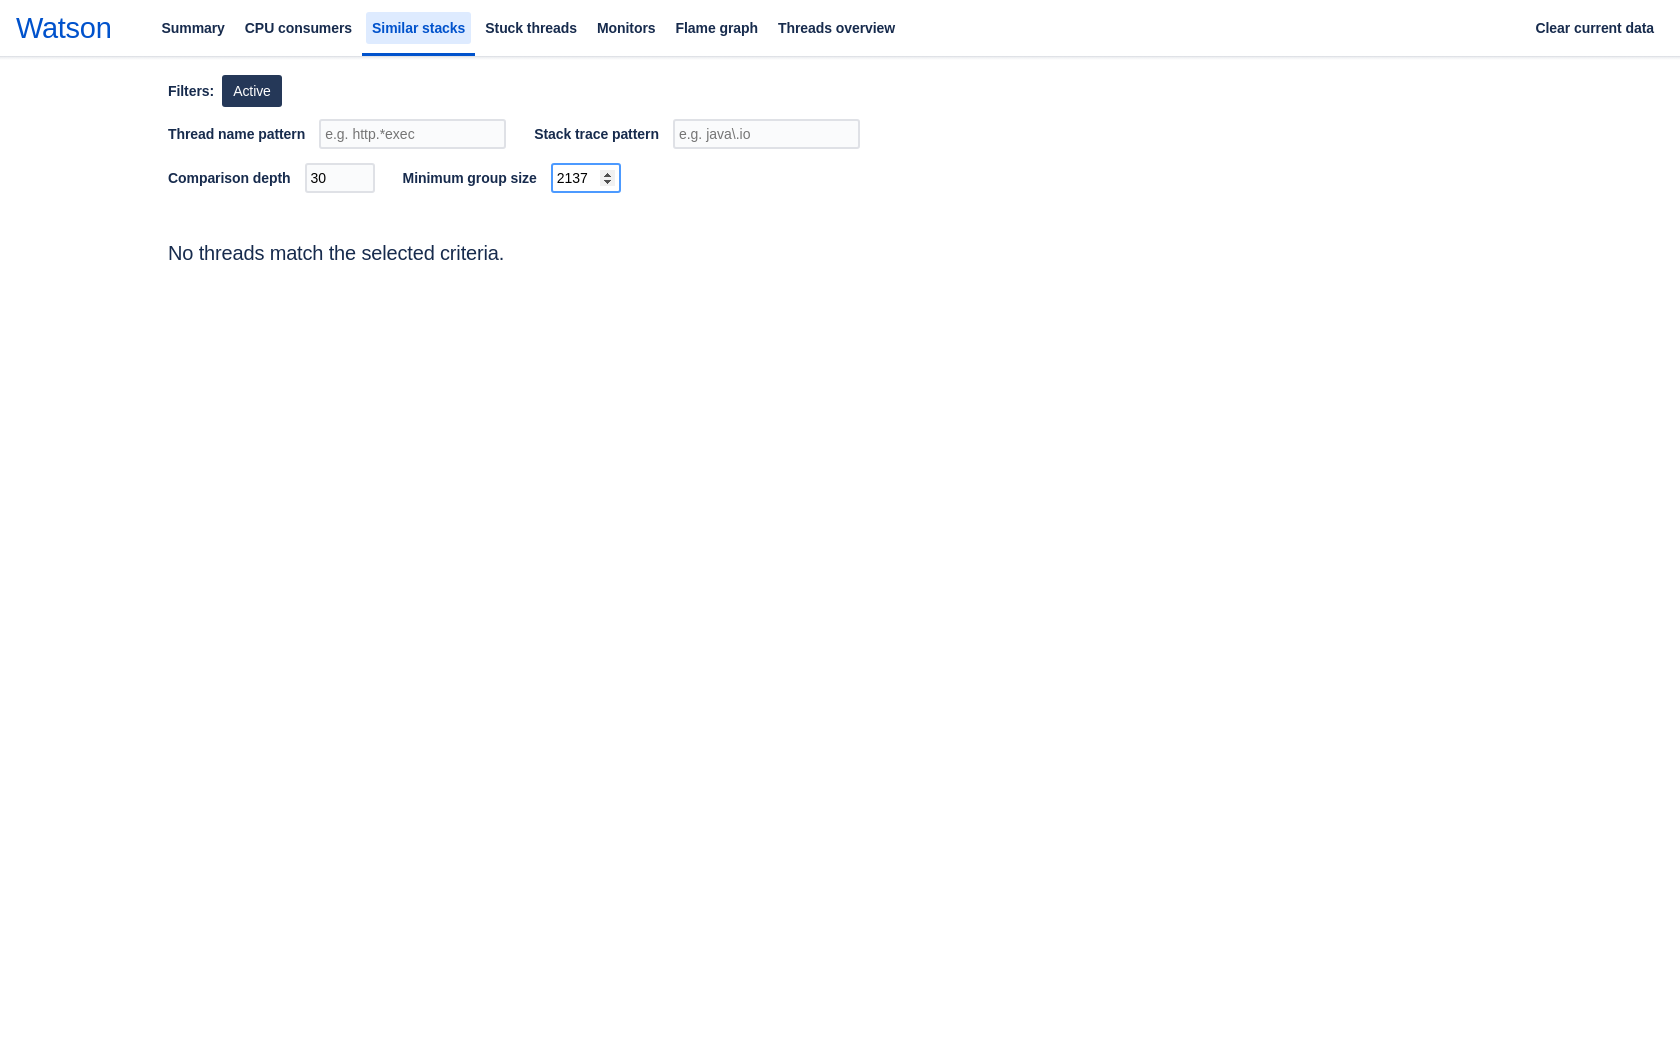 Watson Summary CPU consumers Similar stacks Stuck threads Monitors Flame graph Threads overview Clear current data
Filters: Active
Thread name pattern e.g. http.*exec Stack trace pattern e.g. java\.io
Comparison depth 30 Minimum group size 2137
No threads match the selected criteria.